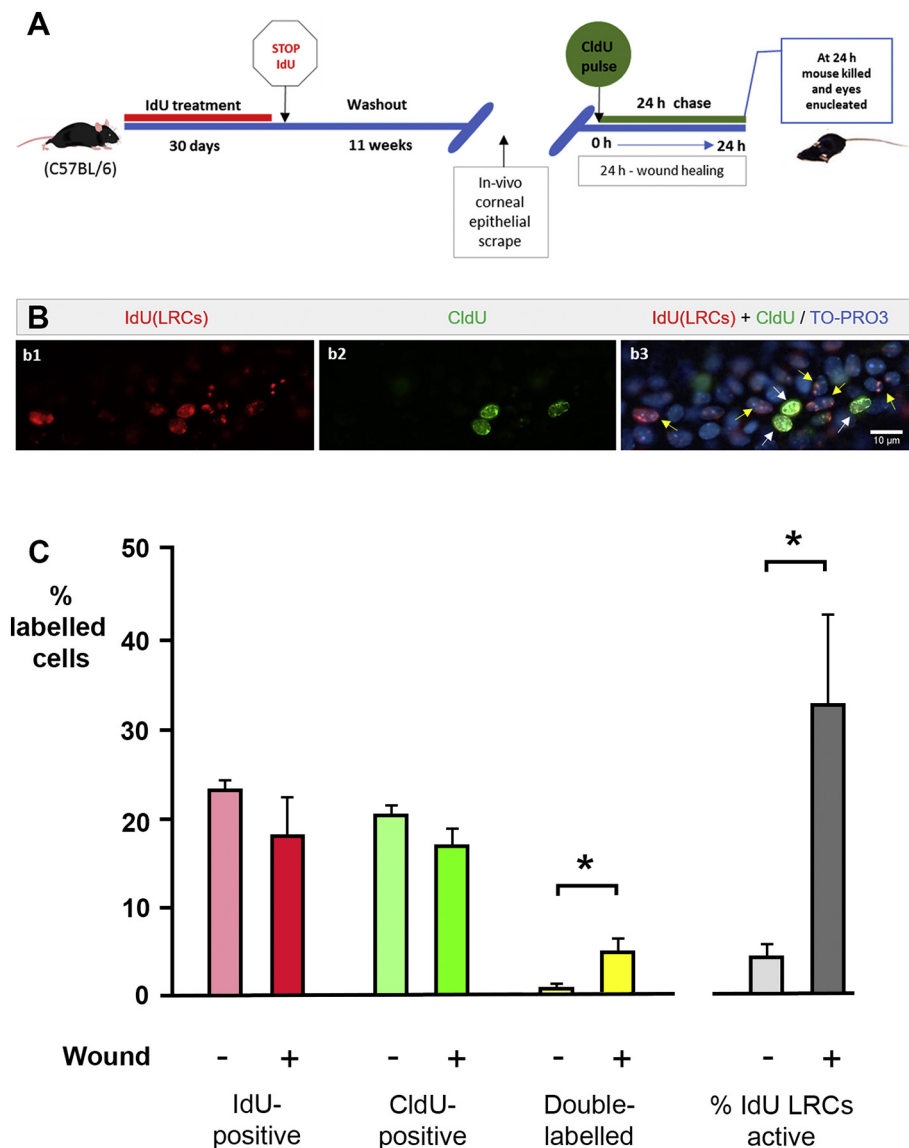 A
STOP
IdU
CldU
pulse
At 24 h
mouse killed
and eyes
enucleated
IdU treatment
Washout
24 h chase
30 days
11 weeks
0 h
24 h
(C57BL/6)
In-vivo
corneal
epithelial
scrape
24 h - wound healing
B
IdU(LRCs)
CldU
IdU(LRCs) + CldU / TO-PRO3
b1
b2
b3
10 µm
C
%
labelled
cells
50
40
30
20
10
0
*
*
Wound
- + - + - + - +
IdU-
positive
CldU-
positive
Double-
labelled
% IdU LRCs
active